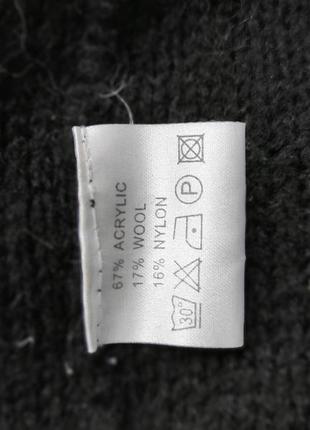 67% ACRYLIC
17% WOOL
16% NYLON
30°
P